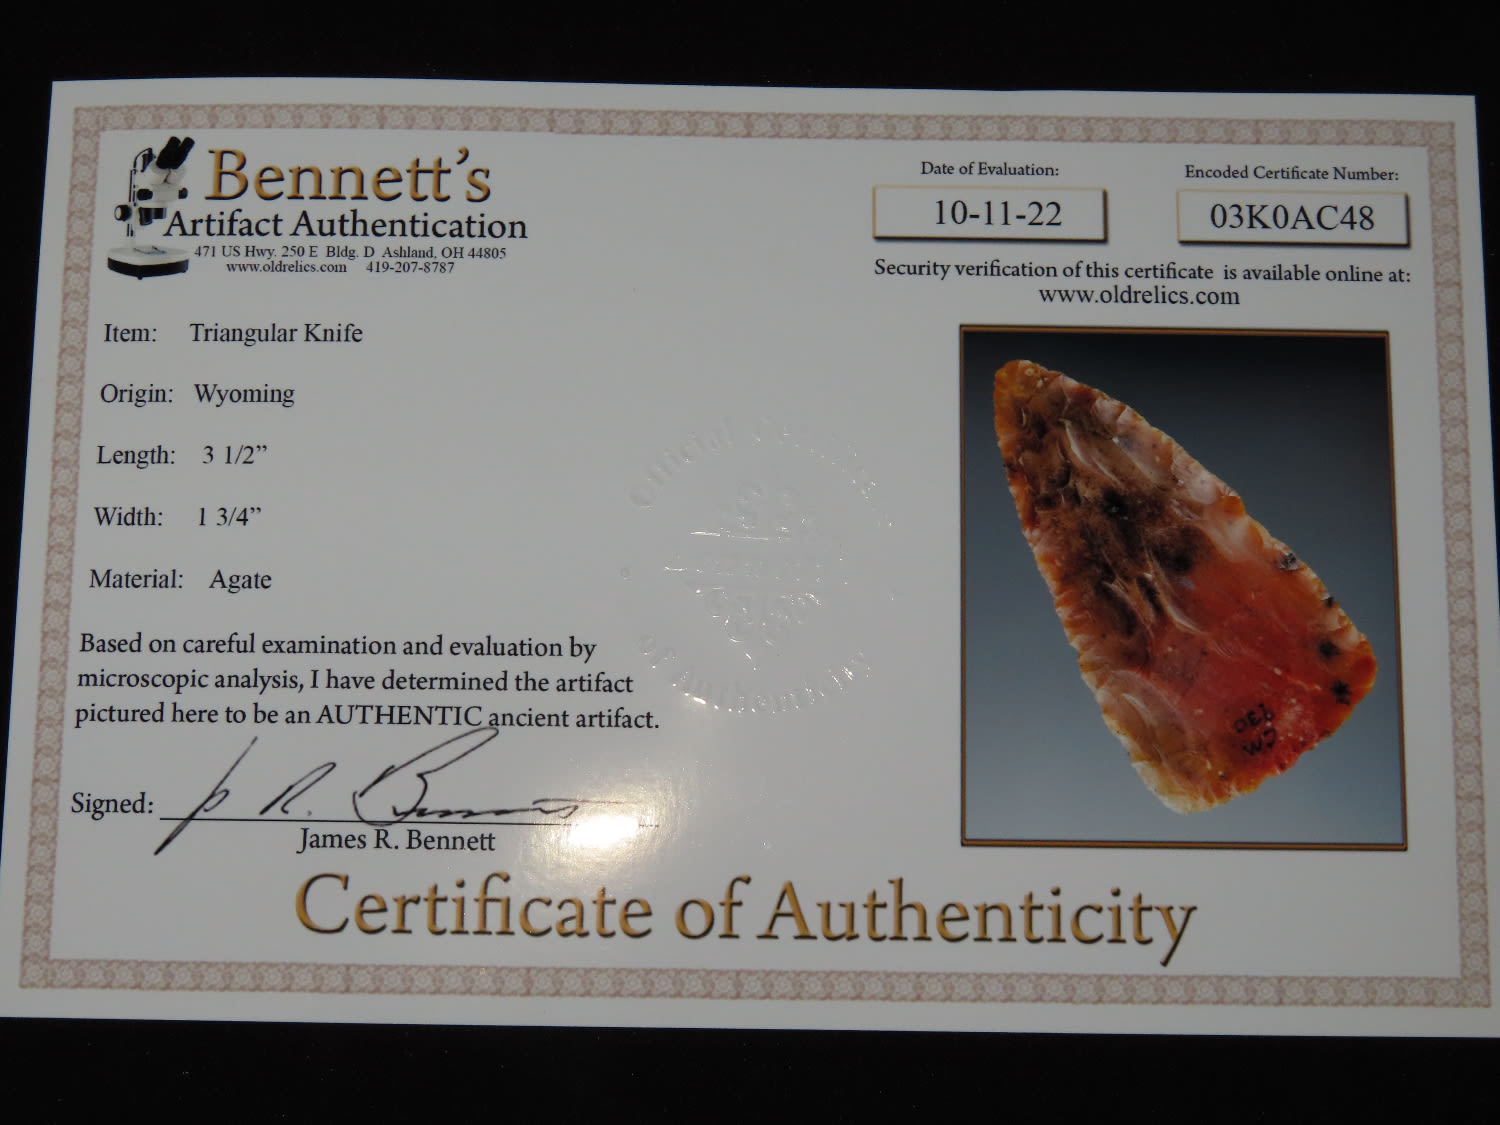 Bennett's
Artifact Authentication
471 US Hwy. 250 E Bldg. D Ashland, OH 44805
www.oldrelics.com 419-207-8787
Date of Evaluation:
10-11-22
Encoded Certificate Number:
03K0AC48
Security verification of this certificate is available online at:
www.oldrelics.com
Item: Triangular Knife
Origin: Wyoming
Length: 3 1/2”
Width: 1 3/4”
Material: Agate
Based on careful examination and evaluation by
microscopic analysis, I have determined the artifact
pictured here to be an AUTHENTIC ancient artifact.
Signed:
James R. Bennett
Official
of Authenticity
Certificate of Authenticity